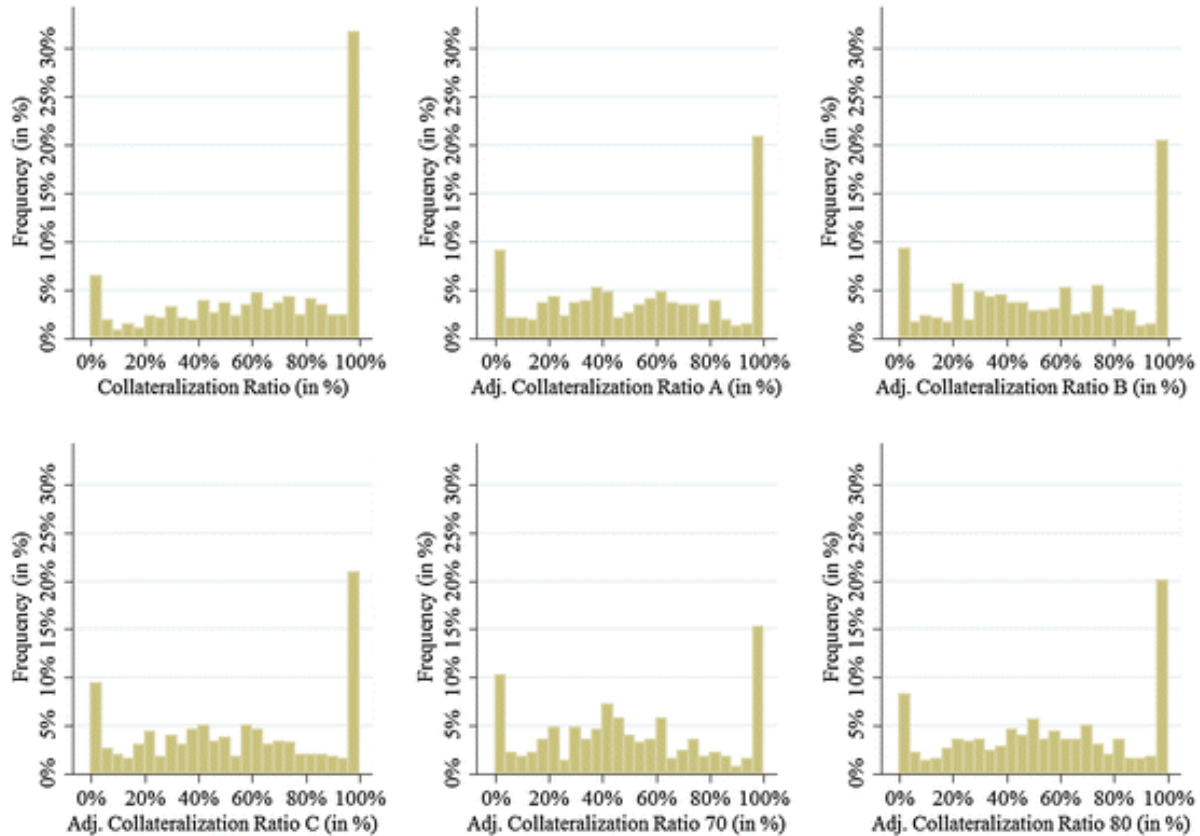 Frequency (in %)
0% 5% 10% 15% 20% 25% 30%
0% 20% 40% 60% 80% 100%
Collateralization Ratio (in %)
Frequency (in %)
0% 5% 10% 15% 20% 25% 30%
0% 20% 40% 60% 80% 100%
Adj. Collateralization Ratio A (in %)
Frequency (in %)
0% 5% 10% 15% 20% 25% 30%
0% 20% 40% 60% 80% 100%
Adj. Collateralization Ratio B (in %)
Frequency (in %)
0% 5% 10% 15% 20% 25% 30%
0% 20% 40% 60% 80% 100%
Adj. Collateralization Ratio C (in %)
Frequency (in %)
0% 5% 10% 15% 20% 25% 30%
0% 20% 40% 60% 80% 100%
Adj. Collateralization Ratio 70 (in %)
Frequency (in %)
0% 5% 10% 15% 20% 25% 30%
0% 20% 40% 60% 80% 100%
Adj. Collateralization Ratio 80 (in %)